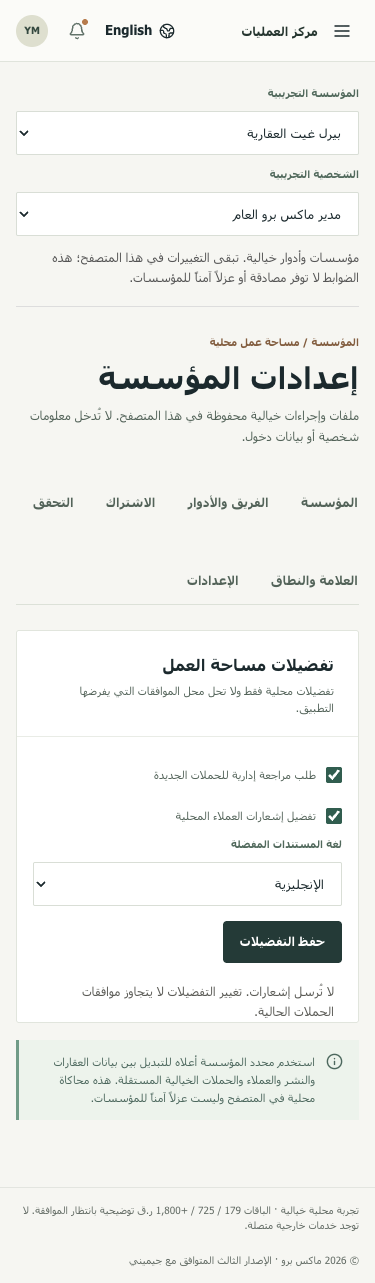 مركز العمليات
English
YM
المؤسسة التجريبية
بيرل غيت العقارية
الشخصية التجريبية
مدير ماكس برو العام
مؤسسات وأدوار خيالية. تبقى التغييرات في هذا المتصفح؛ هذه
الضوابط لا توفر مصادقة أو عزلاً آمناً للمؤسسات.
المؤسسة / مساحة عمل محلية
إعدادات المؤسسة
ملفات وإجراءات خيالية محفوظة في هذا المتصفح. لا تُدخل معلومات
شخصية أو بيانات دخول.
المؤسسة الفريق والأدوار الاشتراك التحقق
العلامة والنطاق الإعدادات
تفضيلات مساحة العمل
تفضيلات محلية فقط ولا تحل محل الموافقات التي يفرضها
التطبيق.
طلب مراجعة إدارية للحملات الجديدة
تفضيل إشعارات العملاء المحلية
لغة المستندات المفضلة
الإنجليزية
حفظ التفضيلات
لا تُرسل إشعارات. تغيير التفضيلات لا يتجاوز موافقات
الحملات الحالية.
استخدم محدد المؤسسة أعلاه للتبديل بين بيانات العقارات
والنشر والعملاء والحملات الخيالية المستقلة. هذه محاكاة
محلية في المتصفح وليست عزلاً آمناً للمؤسسات.
تجربة محلية خيالية · الباقات 179 / 725 / +1,800 ر.ق توضيحية بانتظار الموافقة. لا
توجد خدمات خارجية متصلة.
© 2026 ماكس برو · الإصدار الثالث المتوافق مع جيميني